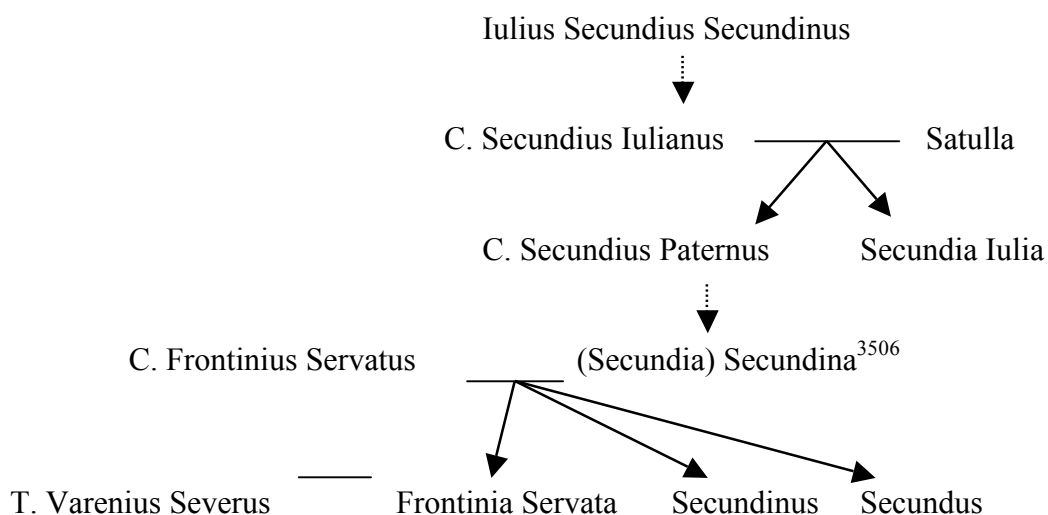 Iulius Secundius Secundinus
C. Secundius Iulianus Satulla
C. Secundius Paternus Secundia Iulia
C. Frontinius Servatus (Secundia) Secundina3506
T. Varenius Severus Frontinia Servata Secundinus Secundus